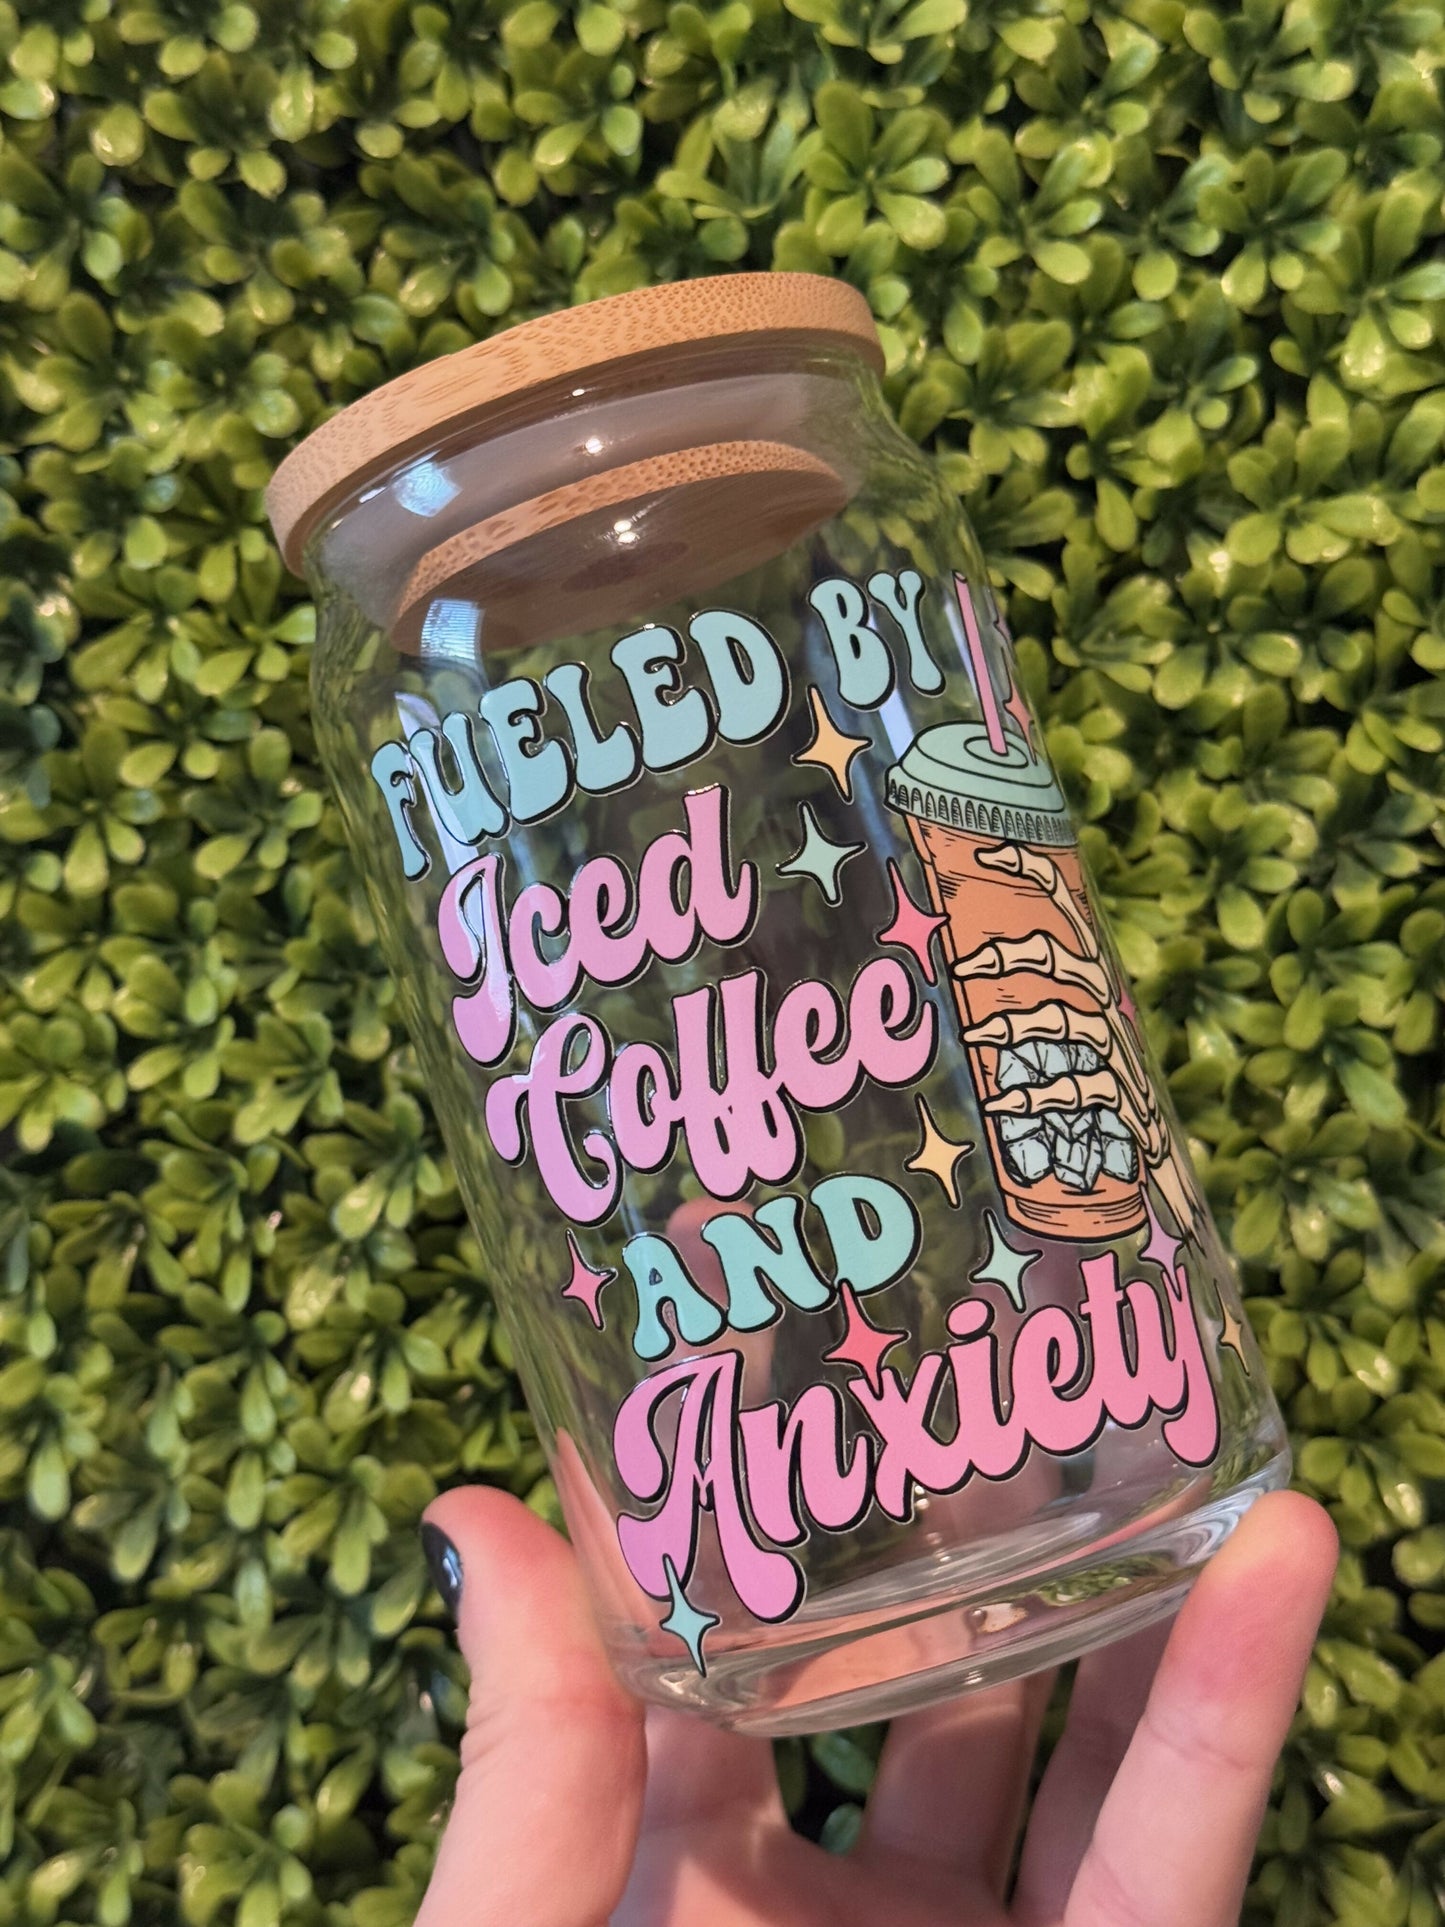 FUELED BY
Iced
Coffee
AND
Anxiety